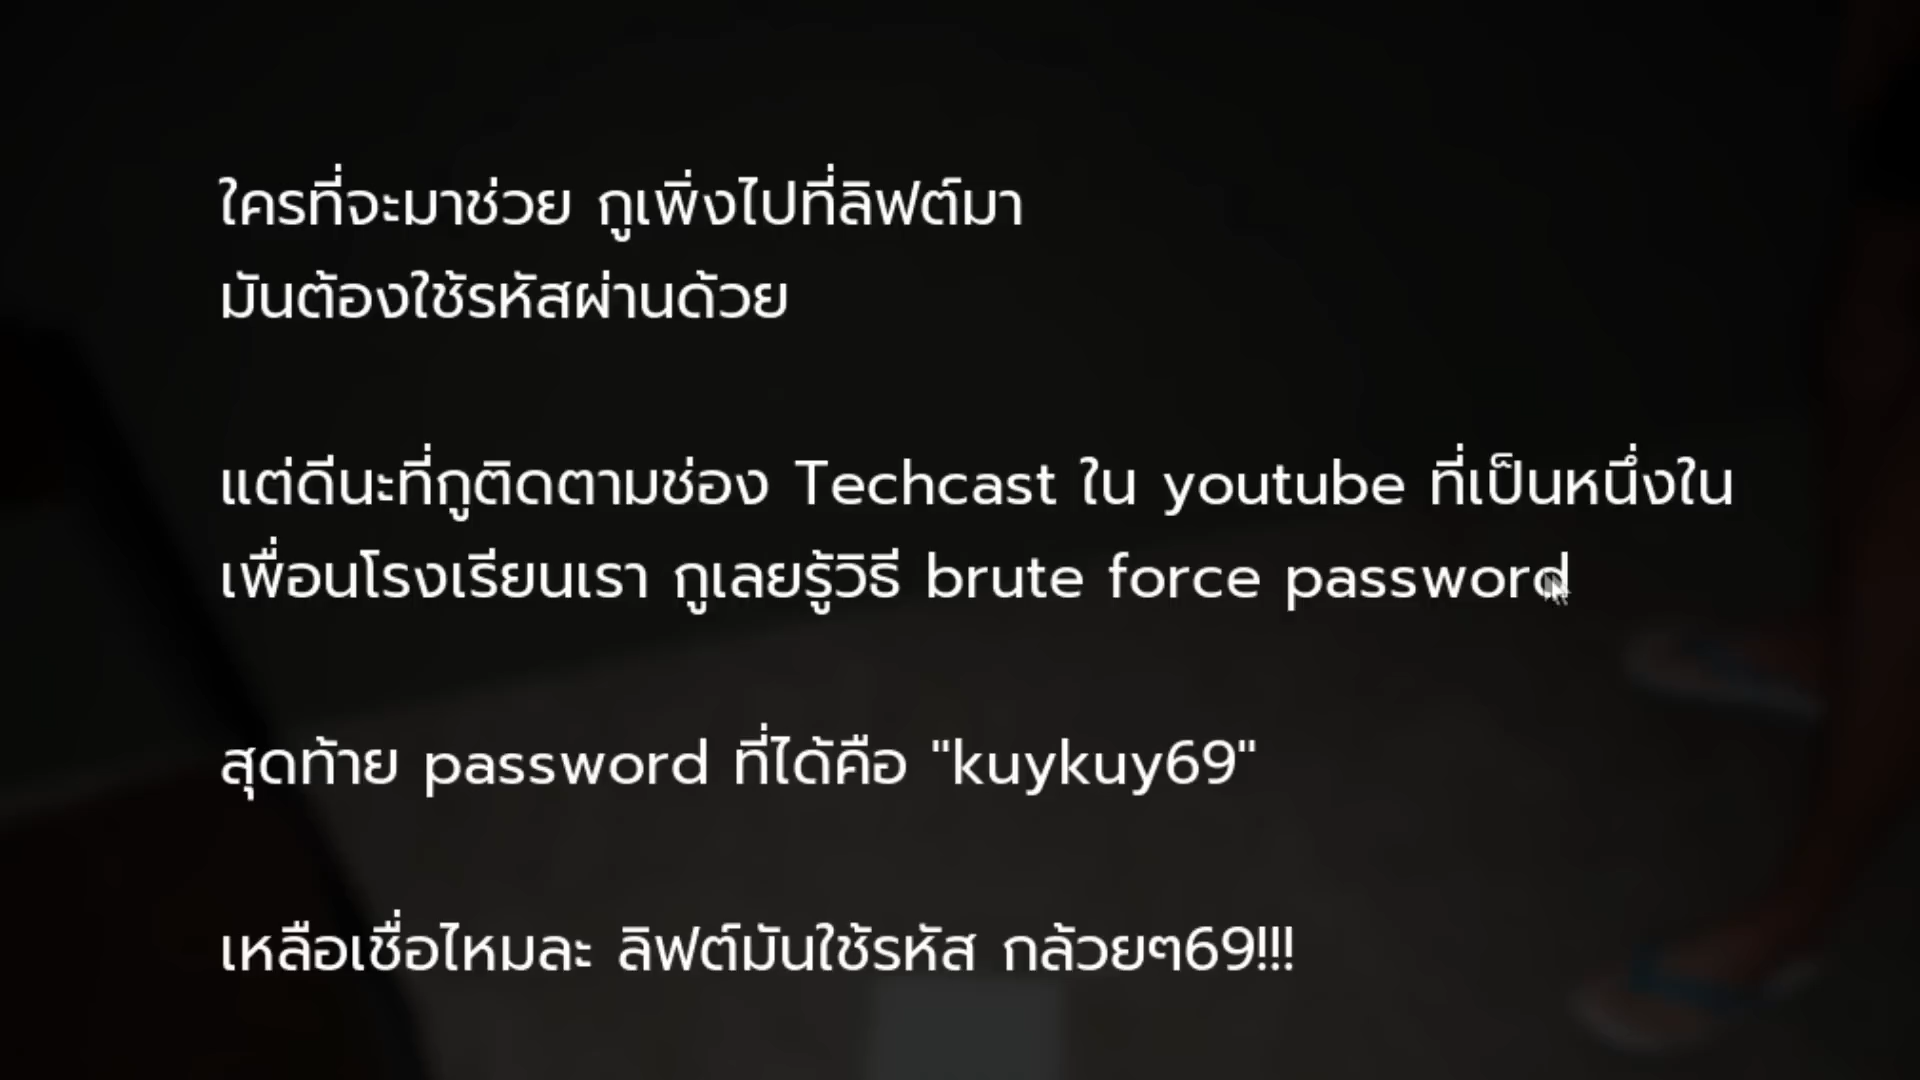 ใครที่จะมาช่วย กูเพิ่งไปที่ลิฟต์มา
มันต้องใช้รหัสผ่านด้วย
แต่ดีนะที่กูติดตามช่อง Techcast ใน youtube ที่เป็นหนึ่งใน
เพื่อนโรงเรียนเรา กูเลยรู้วิธี brute force password
สุดท้าย password ที่ได้คือ "kuykuy69"
เหลือเชื่อไหมละ ลิฟต์มันใช้รหัส กล้วยๆ69!!!